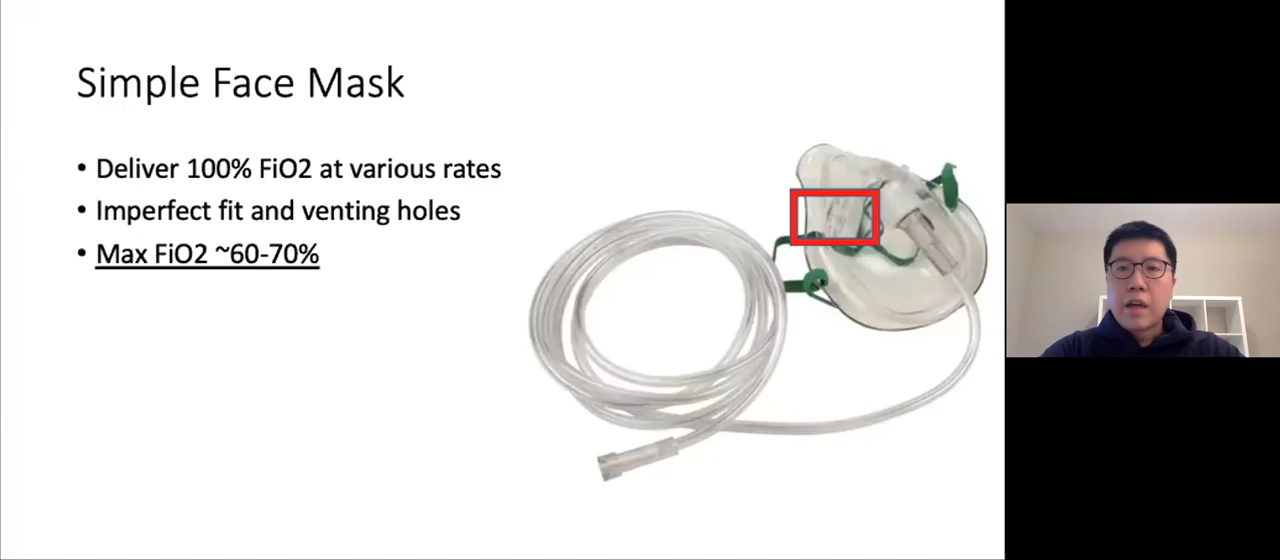 Simple Face Mask
• Deliver 100% FiO2 at various rates
• Imperfect fit and venting holes
• Max FiO2 ~60-70%